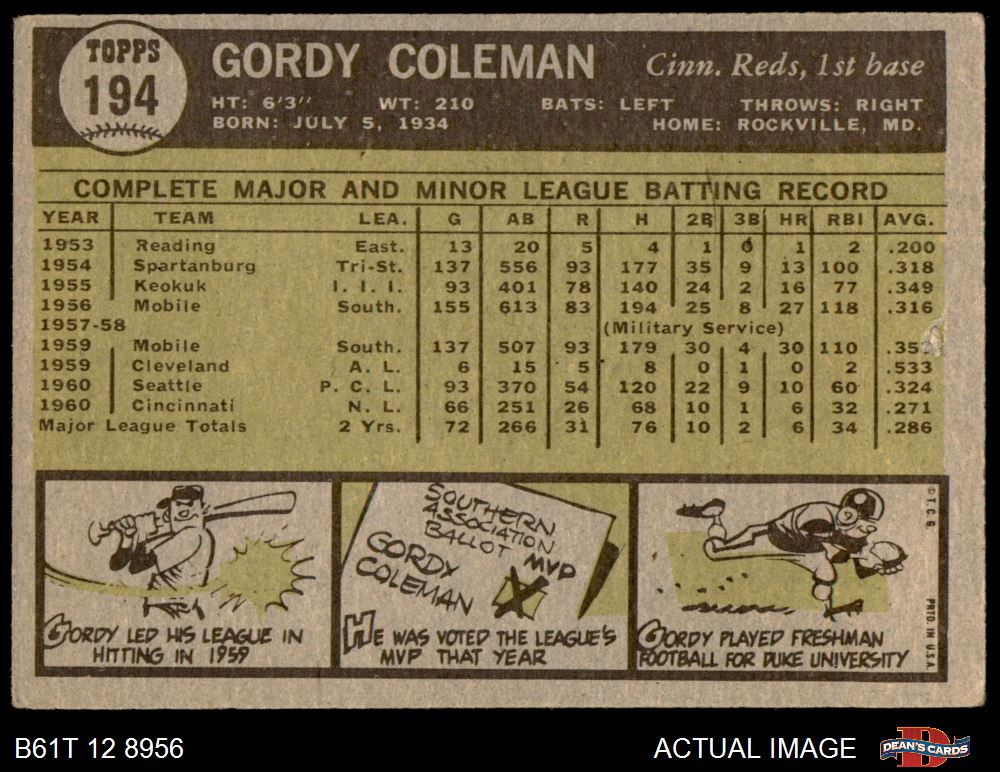 TOPPS
194
GORDY COLEMAN Cinn. Reds, 1st base
HT: 6'3" WT: 210 BATS: LEFT THROWS: RIGHT
BORN: JULY 5, 1934 HOME: ROCKVILLE, MD.
COMPLETE MAJOR AND MINOR LEAGUE BATTING RECORD
YEAR TEAM LEA. G AB R H 2B 3B HR RBI AVG.
1953 Reading East. 13 20 5 4 1 0 1 2 .200
1954 Spartanburg Tri-St. 137 556 93 177 35 9 13 100 .318
1955 Keokuk I. I. I. 93 401 78 140 24 2 16 77 .349
1956 Mobile South. 155 613 83 194 25 8 27 118 .316
1957-58 (Military Service)
1959 Mobile South. 137 507 93 179 30 4 30 110 .353
1959 Cleveland A. L. 6 15 5 8 0 1 0 2 .533
1960 Seattle P. C. L. 93 370 54 120 22 9 10 60 .324
1960 Cincinnati N. L. 66 251 26 68 10 1 6 32 .271
Major League Totals 2 Yrs. 72 266 31 76 10 2 6 34 .286
GORDY LED HIS LEAGUE IN
HITTING IN 1959
SOUTHERN
ASSOCIATION
BALLOT
MVP
GORDY
COLEMAN
HE WAS VOTED THE LEAGUE'S
MVP THAT YEAR
GORDY PLAYED FRESHMAN
FOOTBALL FOR DUKE UNIVERSITY
© T. C. G.
PRTD. IN U.S.A.
B61T 12 8956
ACTUAL IMAGE
DEAN'S CARDS